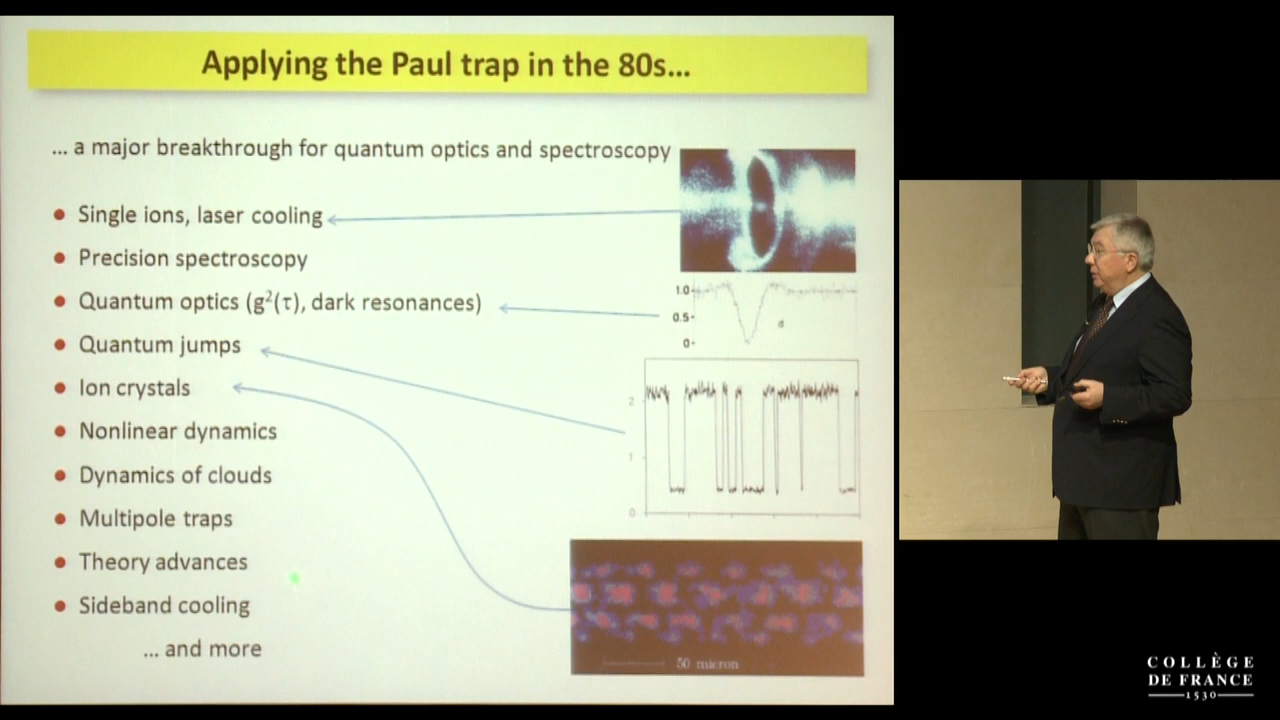 Applying the Paul trap in the 80s...
... a major breakthrough for quantum optics and spectroscopy
Single ions, laser cooling
Precision spectroscopy
Quantum optics (g²(τ), dark resonances)
Quantum jumps
Ion crystals
Nonlinear dynamics
Dynamics of clouds
Multipole traps
Theory advances
Sideband cooling
... and more
1.0
0.5
0
d
2
1
0
50 micron
COLLÈGE
DE FRANCE
1530